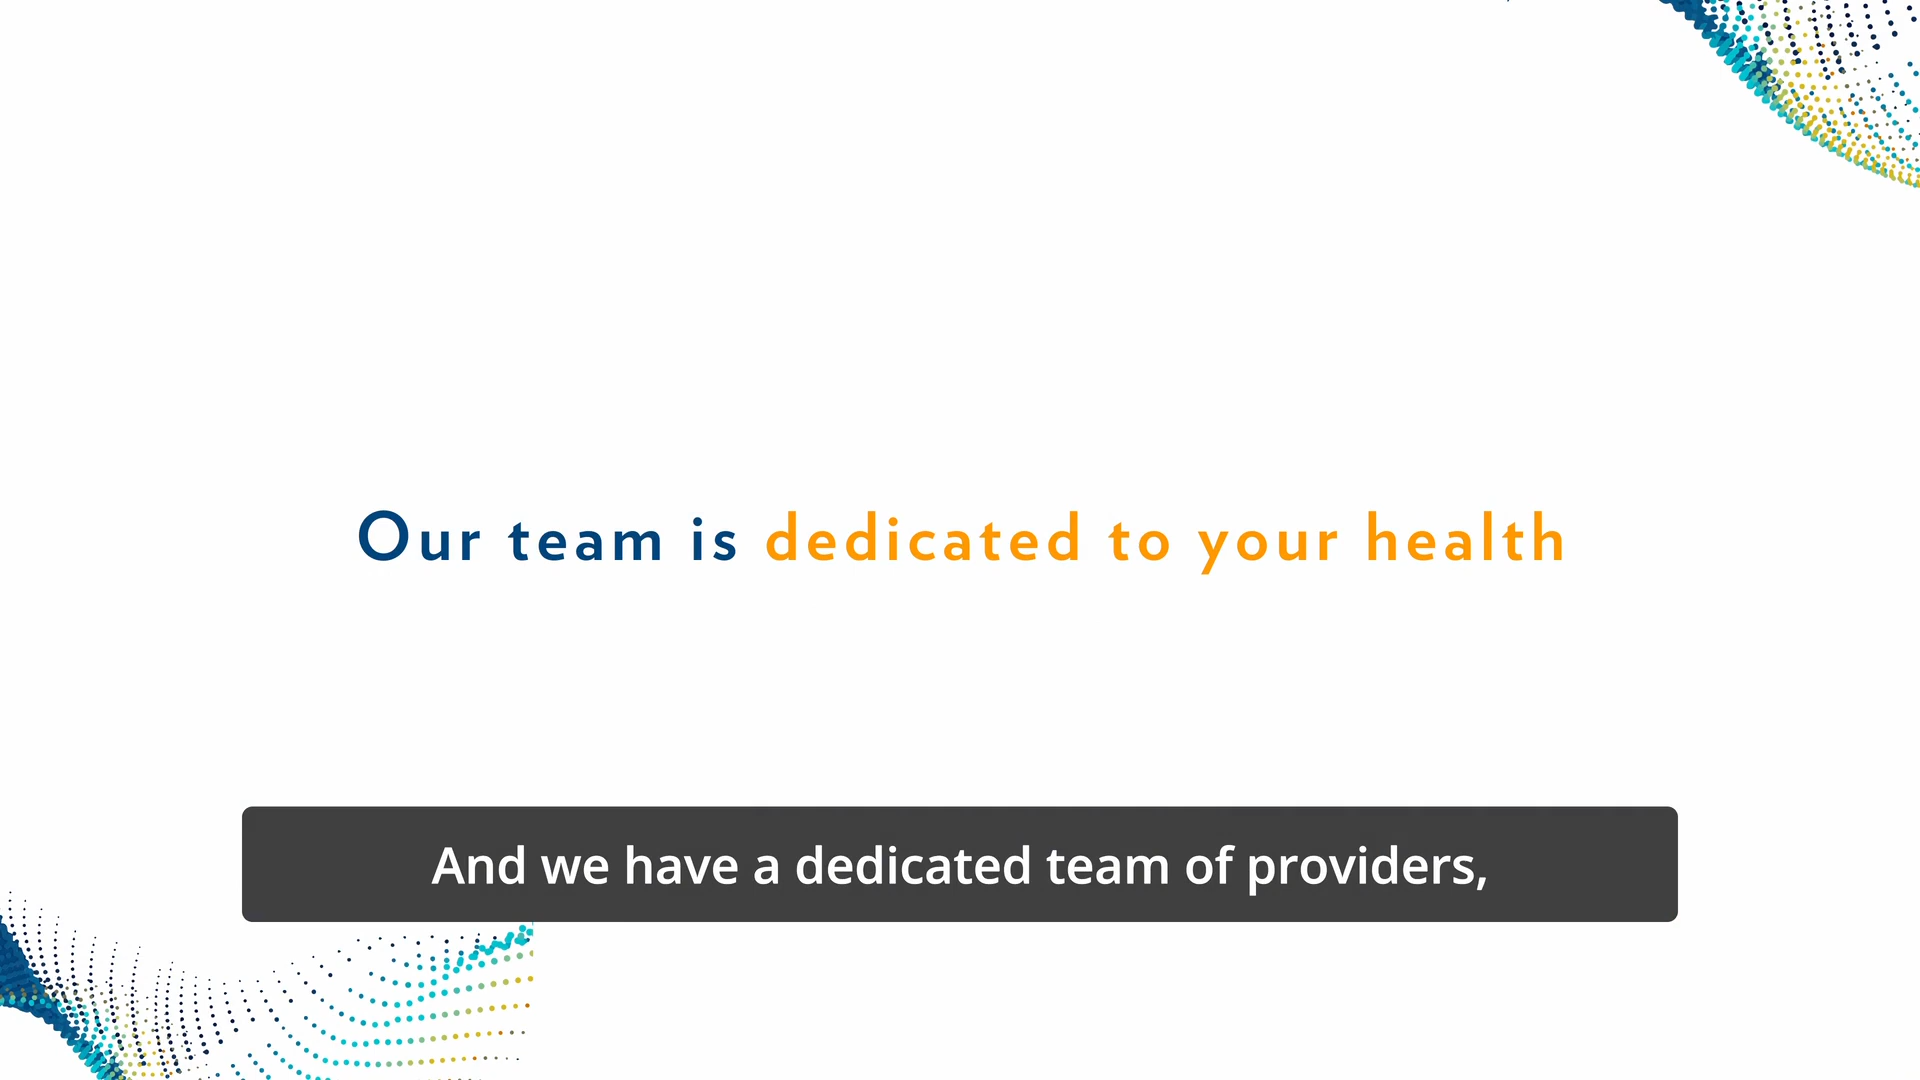 Our team is dedicated to your health
And we have a dedicated team of providers,